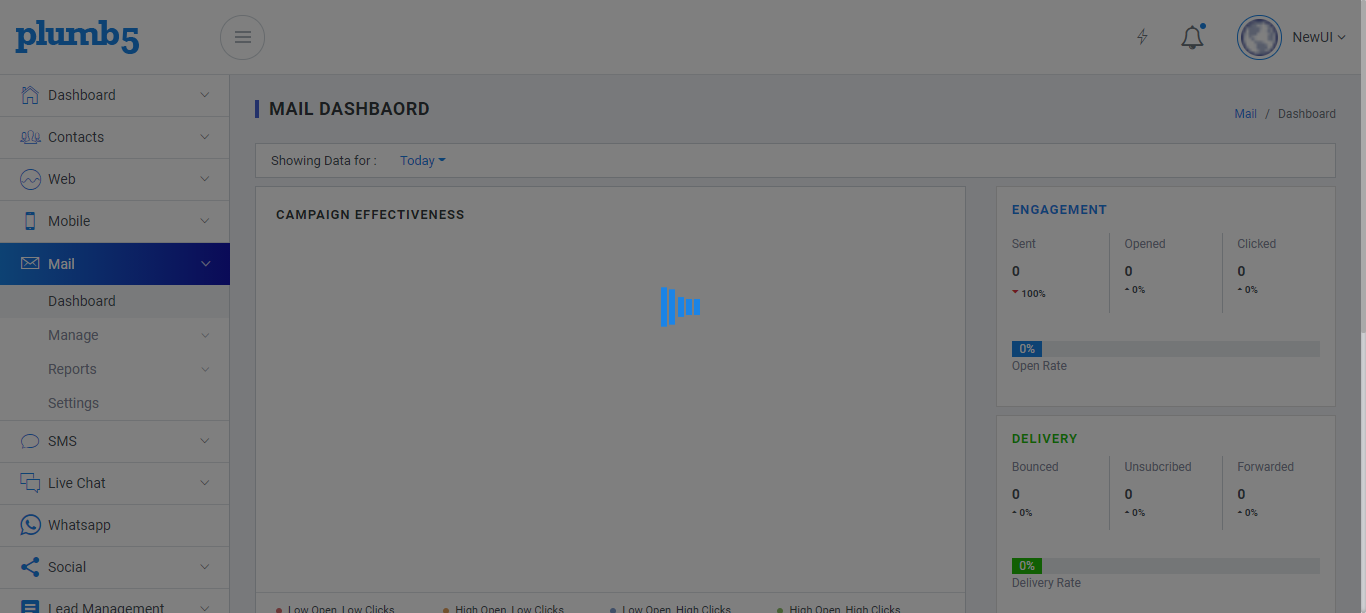 plumb5
NewUI
Dashboard
Contacts
Web
Mobile
Mail
Dashboard
Manage
Reports
Settings
SMS
Live Chat
Whatsapp
Social
Lead Management
MAIL DASHBAORD
Mail / Dashboard
Showing Data for : Today
CAMPAIGN EFFECTIVENESS
Low Open, Low Clicks High Open, Low Clicks Low Open, High Clicks High Open, High Clicks
ENGAGEMENT
Sent Opened Clicked
0 0 0
100% 0% 0%
0%
Open Rate
DELIVERY
Bounced Unsubcribed Forwarded
0 0 0
0% 0% 0%
0%
Delivery Rate